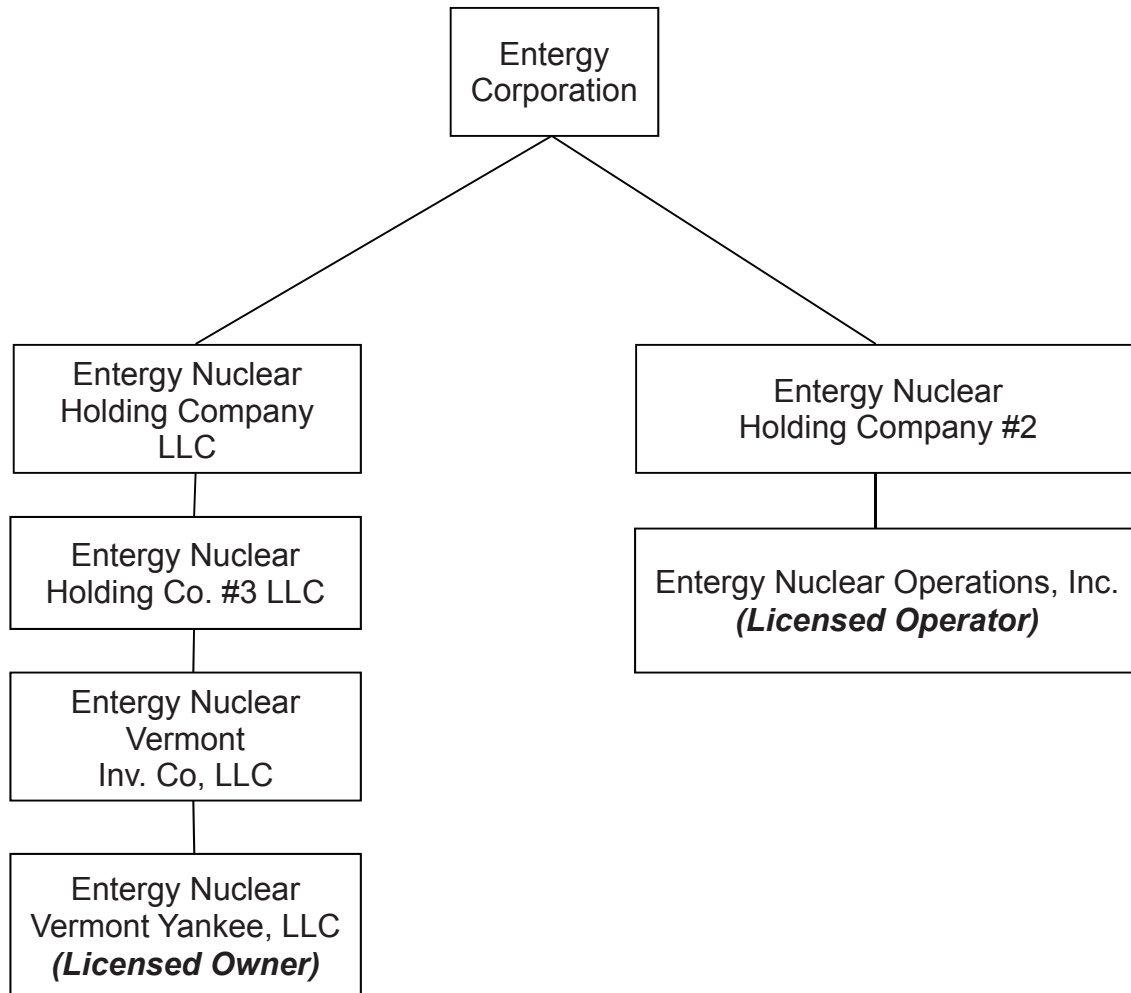 Entergy
Corporation
Entergy Nuclear
Holding Company
LLC
Entergy Nuclear
Holding Co. #3 LLC
Entergy Nuclear
Vermont
Inv. Co, LLC
Entergy Nuclear
Vermont Yankee, LLC
(Licensed Owner)
Entergy Nuclear
Holding Company #2
Entergy Nuclear Operations, Inc.
(Licensed Operator)